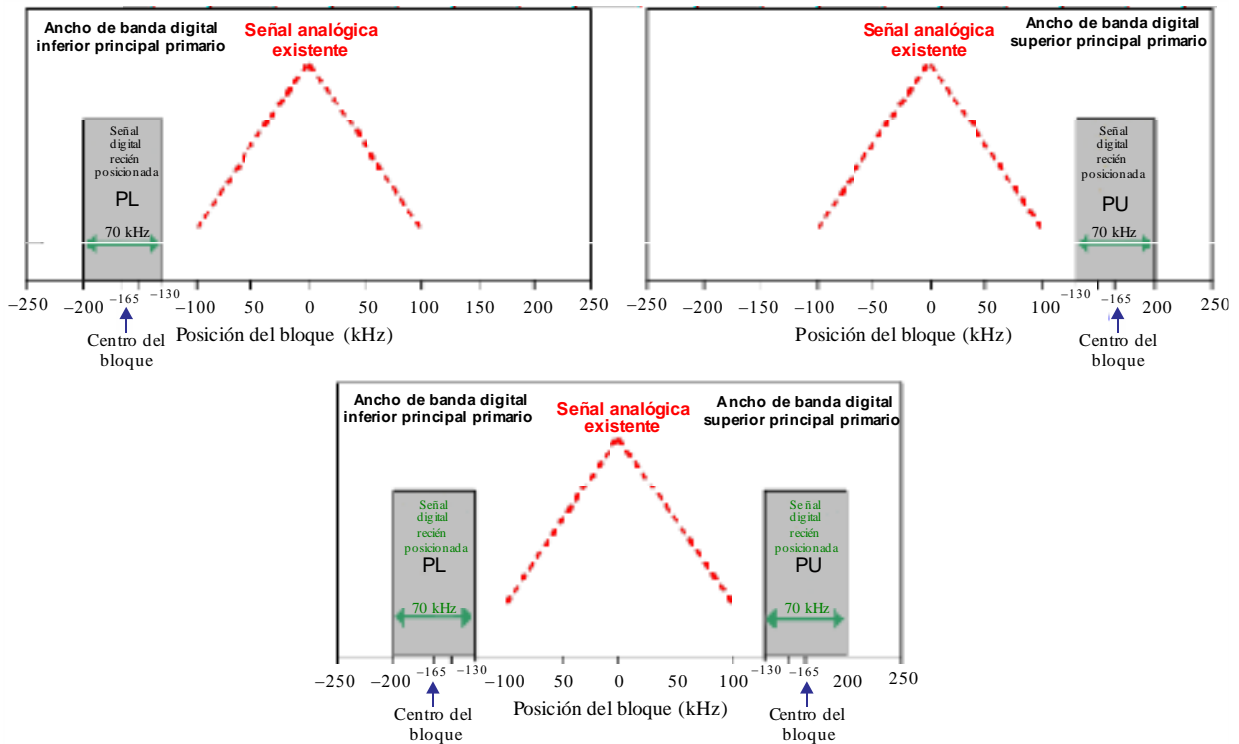 Ancho de banda digital
inferior principal primario
Señal analógica
existente
Señal
digital
recién
posicionada
PL
70 kHz
−250 −200 −165 −130 −100 −50 0 50 100 150 200 250
Posición del bloque (kHz)
Centro del
bloque
Señal analógica
existente
Ancho de banda digital
superior principal primario
Señal
digital
recién
posicionada
PU
70 kHz
−250 −200 −150 −100 −50 0 50 100 −130 −165 200 250
Posición del bloque (kHz)
Centro del
bloque
Ancho de banda digital
inferior principal primario
Señal analógica
existente
Ancho de banda digital
superior principal primario
Señal
digital
recién
posicionada
PL
70 kHz
Señal
digital
recién
posicionada
PU
70 kHz
−250 −200 −165 −130 −100 50 0 50 100 −130 −165 200 250
Posición del bloque (kHz)
Centro del
bloque
Centro del
bloque